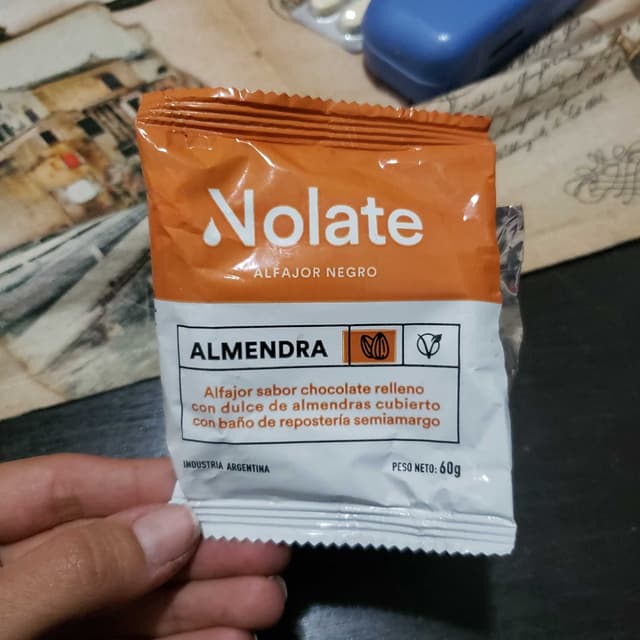 Nolate
ALFAJOR NEGRO
ALMENDRA
Alfajor sabor chocolate relleno
con dulce de almendras cubierto
con baño de repostería semiamargo
INDUSTRIA ARGENTINA
PESO NETO: 60g